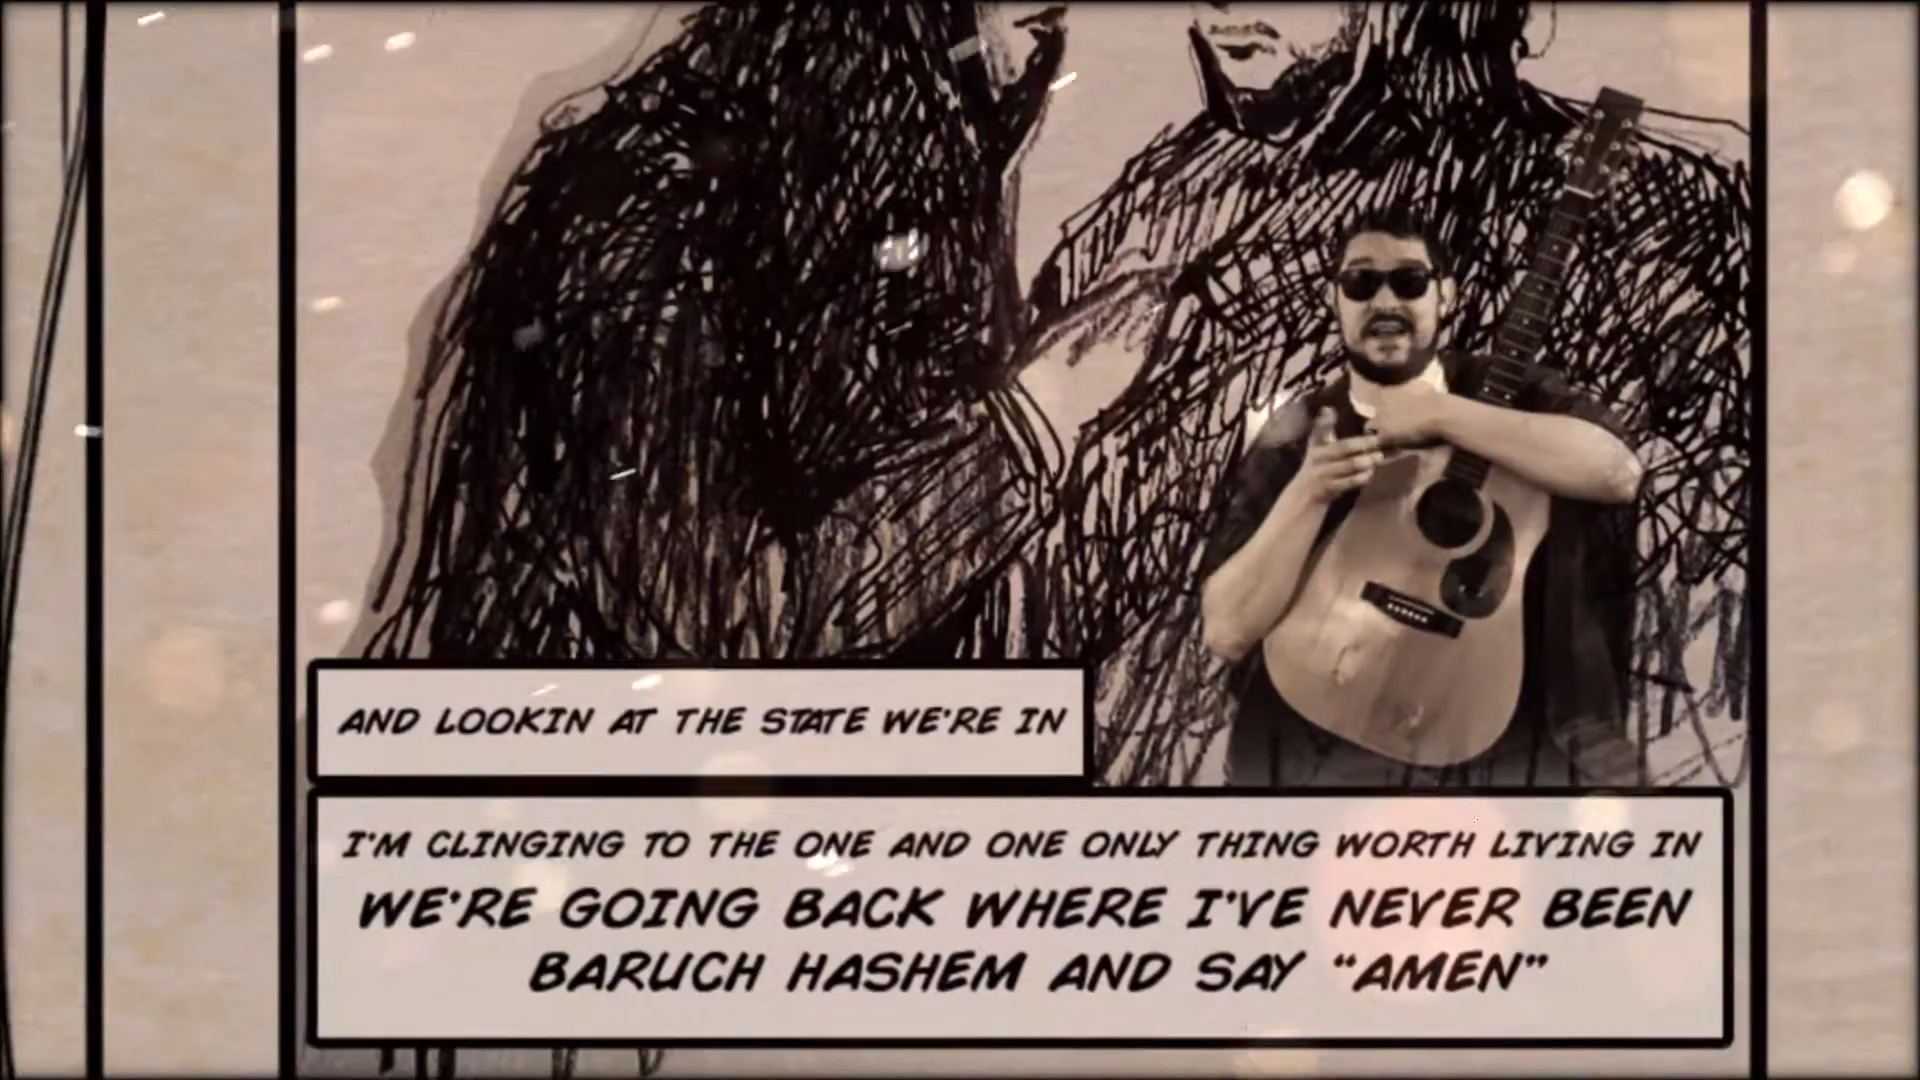 AND LOOKIN AT THE STATE WE'RE IN
I'M CLINGING TO THE ONE AND ONE ONLY THING WORTH LIVING IN
WE'RE GOING BACK WHERE I'VE NEVER BEEN
BARUCH HASHEM AND SAY “AMEN”